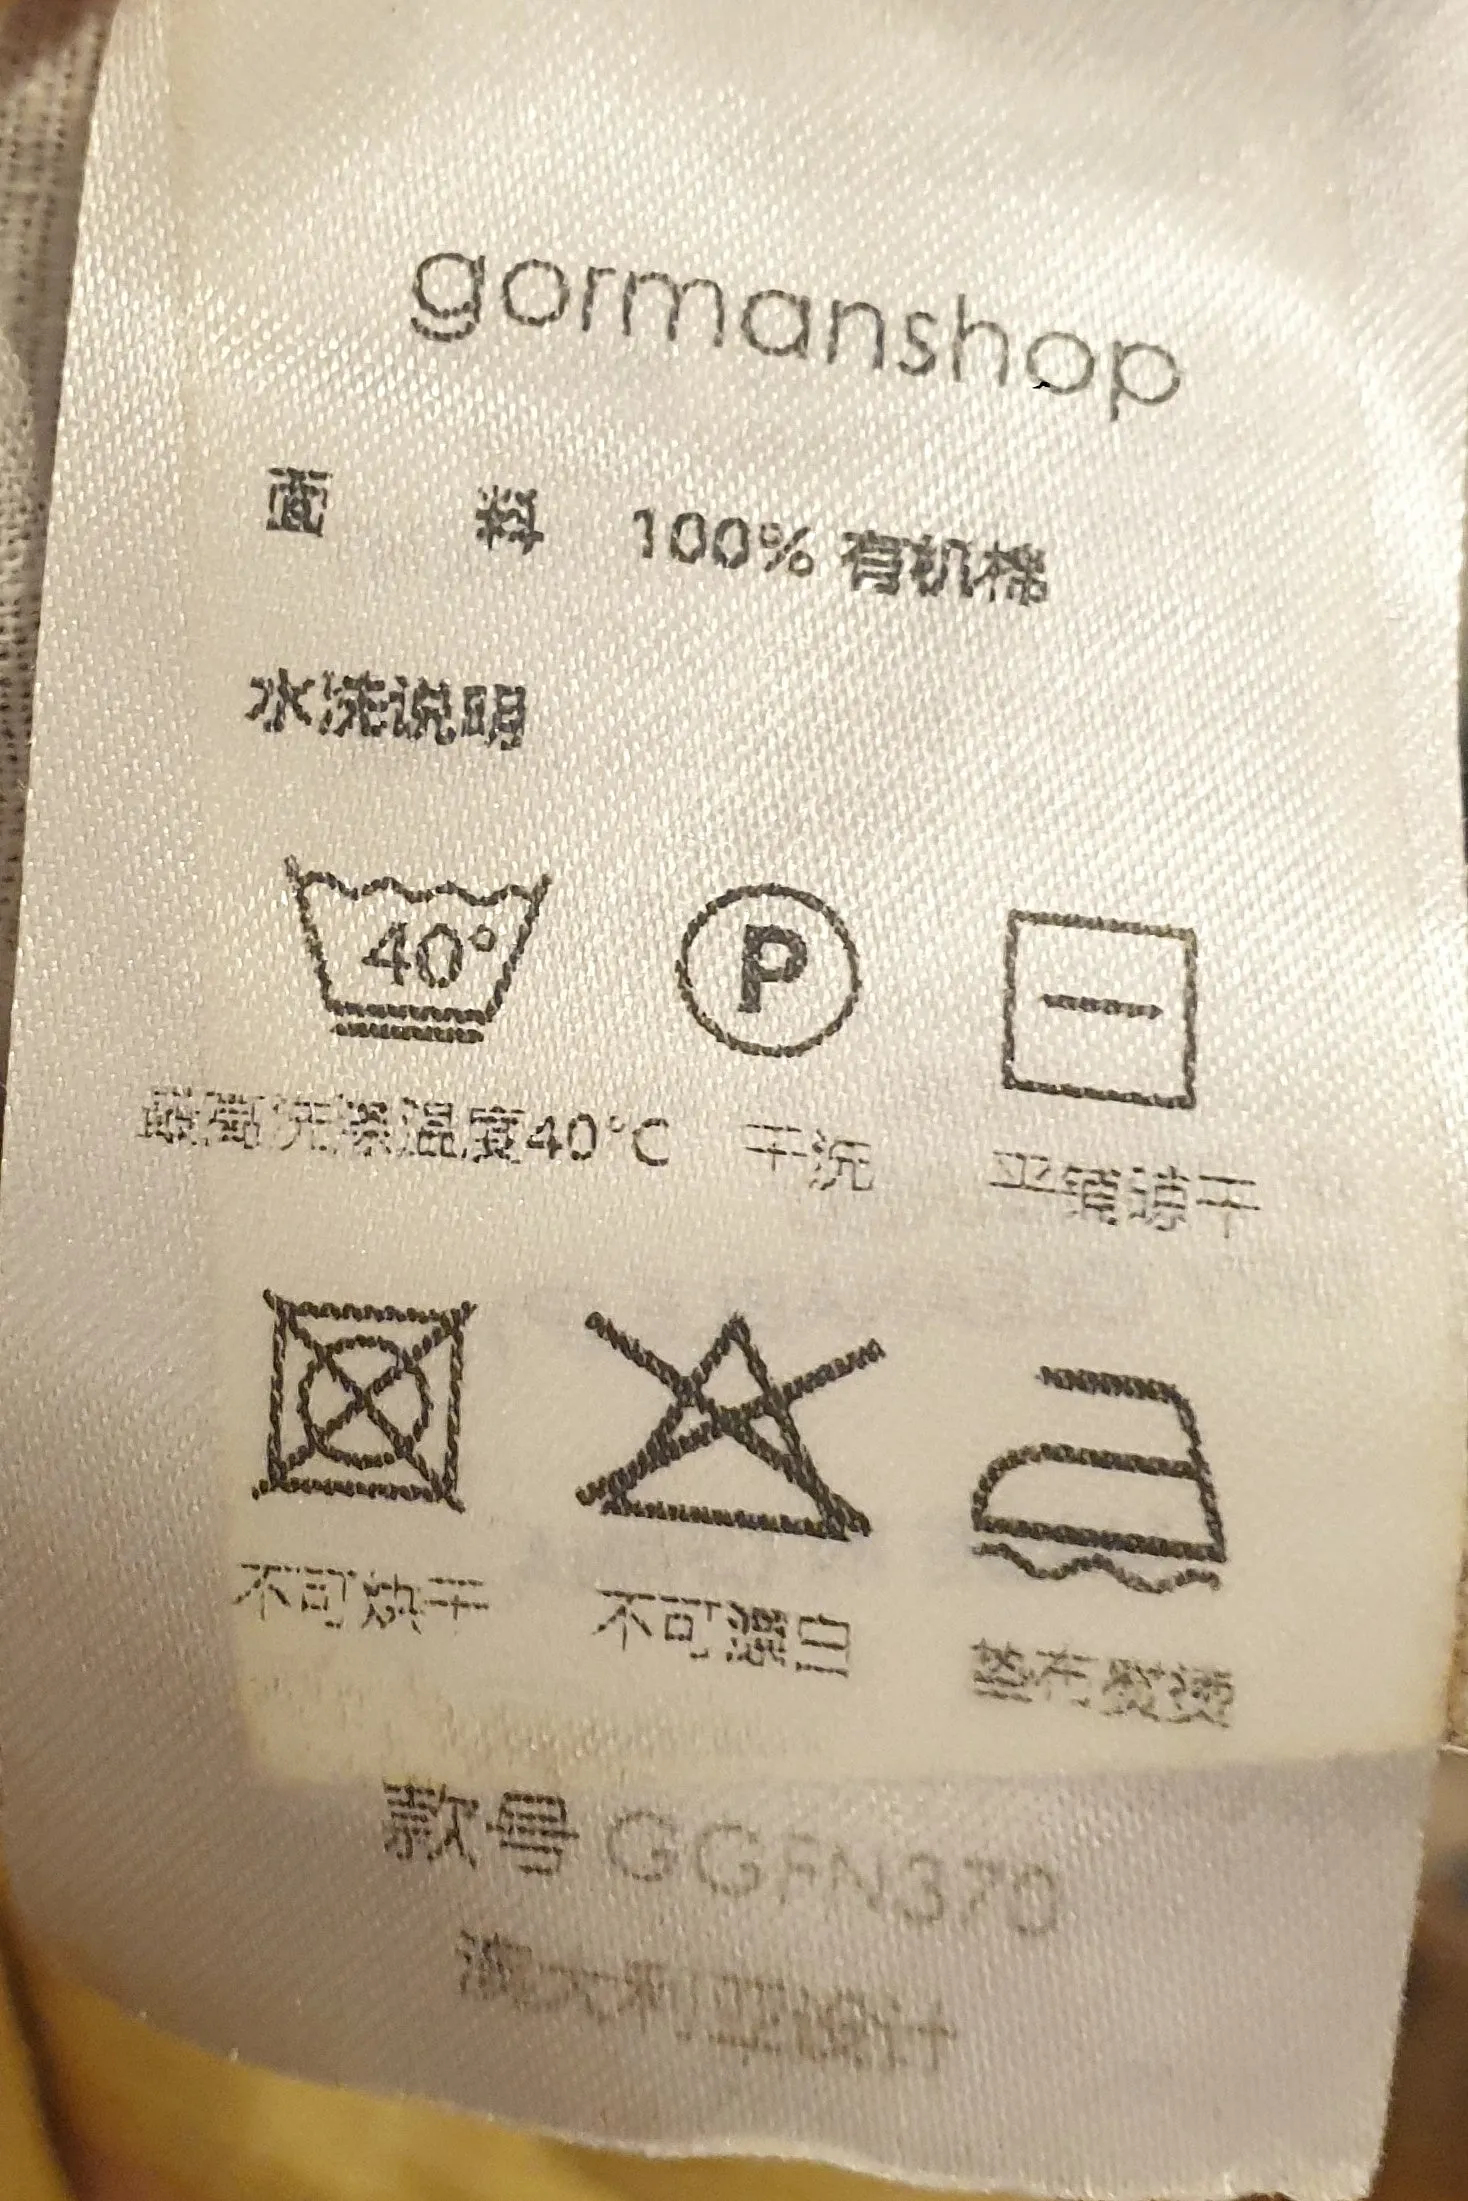 gormanshop
面 料 100% 有机棉
水洗说明
40°
P
最高洗涤温度40℃ 干洗 平摊晾干
不可烘干 不可漂白 垫布熨烫
款号 GGFN370
澳大利亚设计